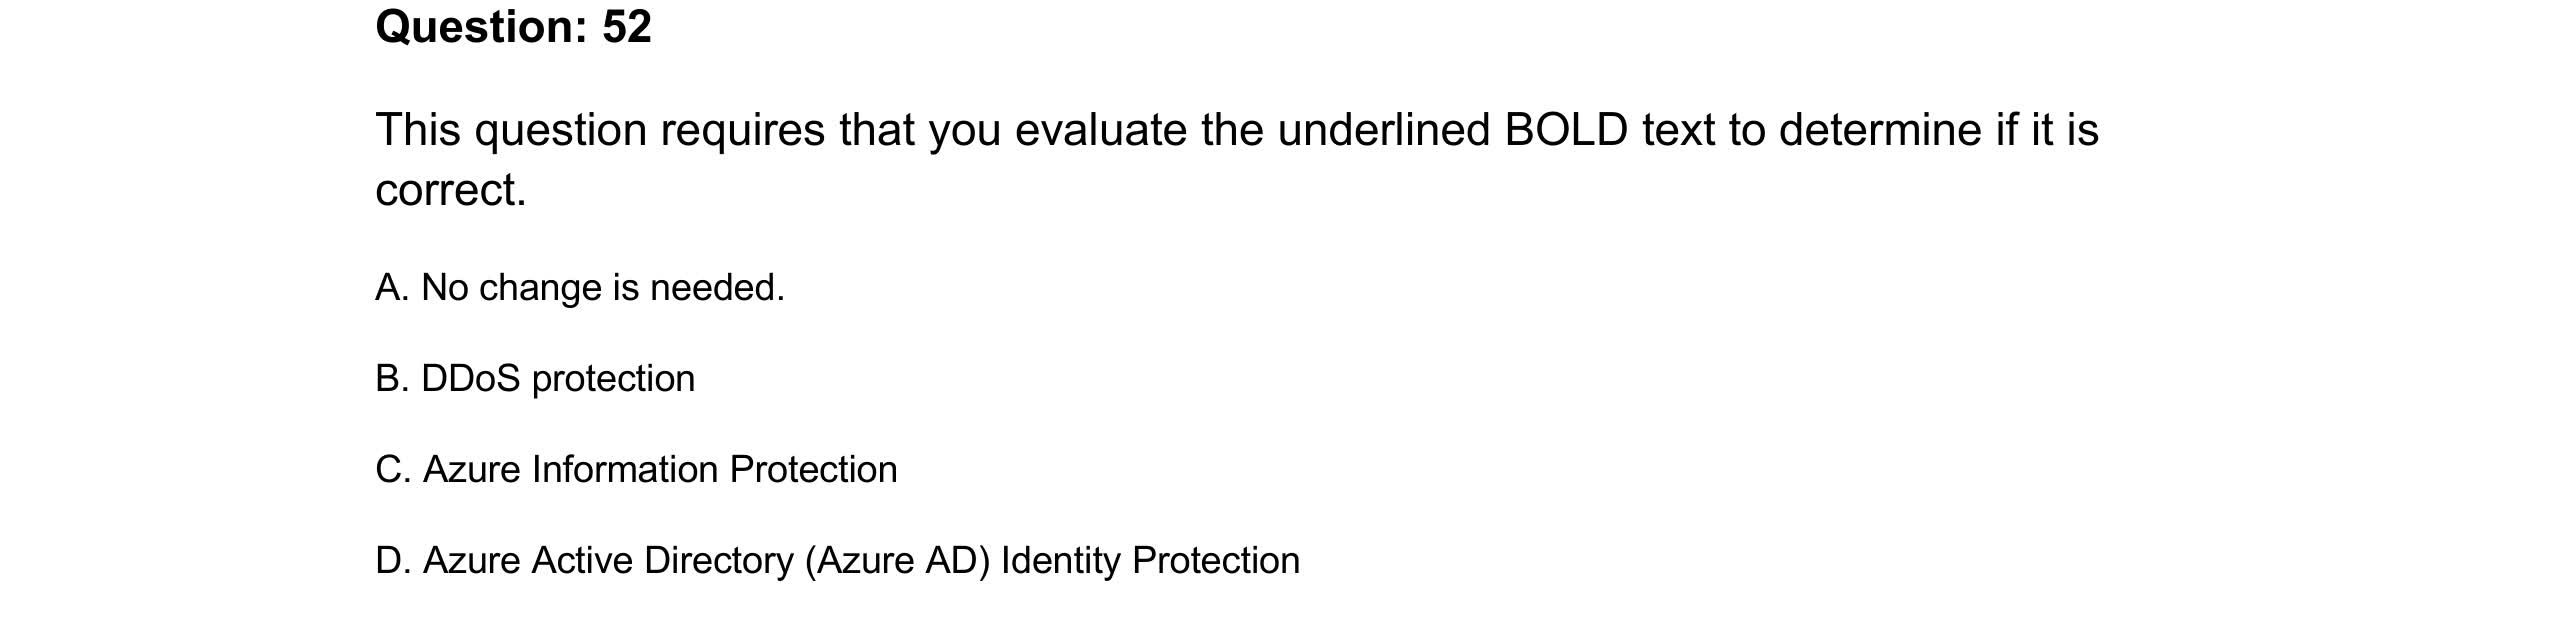 Question: 52
This question requires that you evaluate the underlined BOLD text to determine if it is
correct.
A. No change is needed.
B. DDoS protection
C. Azure Information Protection
D. Azure Active Directory (Azure AD) Identity Protection